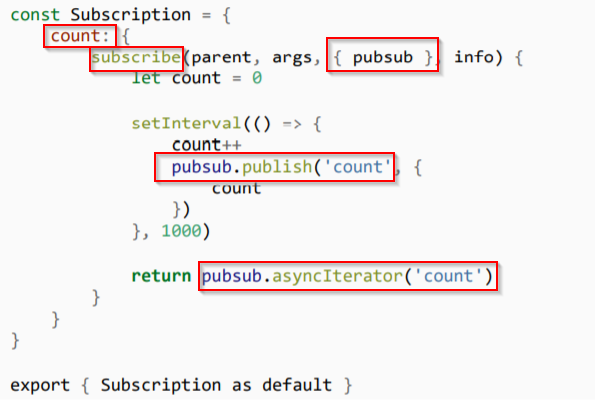 const Subscription = {
    count: {
        subscribe(parent, args, { pubsub }, info) {
            let count = 0
            setInterval(() => {
                count++
                pubsub.publish('count', {
                    count
                })
            }, 1000)
            return pubsub.asyncIterator('count')
        }
    }
}
export { Subscription as default }